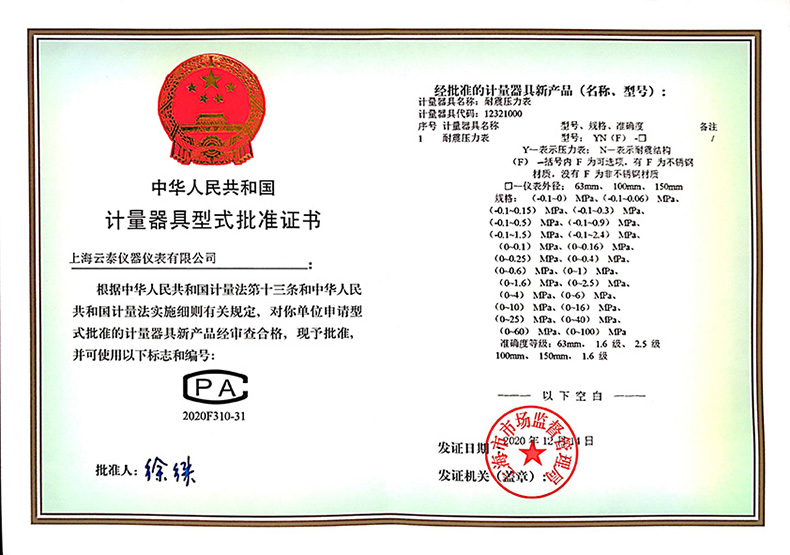 中华人民共和国
计量器具型式批准证书
上海云泰仪器仪表有限公司:
根据中华人民共和国计量法第十三条和中华人民
共和国计量法实施细则有关规定，对你单位申请型
式批准的计量器具新产品经审查合格，现予批准，
并可使用以下标志和编号:
CPA
2020F310-31
批准人:
经批准的计量器具新产品（名称、型号）:
计量器具名称: 耐震压力表
计量器具代码: 12321000
序号 计量器具名称 型号、规格、准确度 备注
1 耐震压力表 型号: YN（F）-□ /
Y—表示压力表; N—表示耐震结构
（F）—括号内 F 为可选项，有 F 为不锈钢
材质，没有 F 为非不锈钢材质
□—仪表外径: 63mm、100mm、150mm
规格: （-0.1~0）MPa、（-0.1~0.06）MPa、
（-0.1~0.15）MPa、（-0.1~0.3）MPa、
（-0.1~0.5）MPa、（-0.1~0.9）MPa、
（-0.1~1.5）MPa、（-0.1~2.4）MPa、
（0~0.1）MPa、（0~0.16）MPa、
（0~0.25）MPa、（0~0.4）MPa、
（0~0.6）MPa、（0~1）MPa、
（0~1.6）MPa、（0~2.5）MPa、
（0~4）MPa、（0~6）MPa、
（0~10）MPa、（0~16）MPa、
（0~25）MPa、（0~40）MPa、
（0~60）MPa、（0~100）MPa
准确度等级: 63mm、1.6 级、2.5 级
100mm、150mm、1.6 级
—— 以下空白 ——
发证日期 2020 年 12 月 14 日
发证机关（盖章）:
上海市市场监督管理局